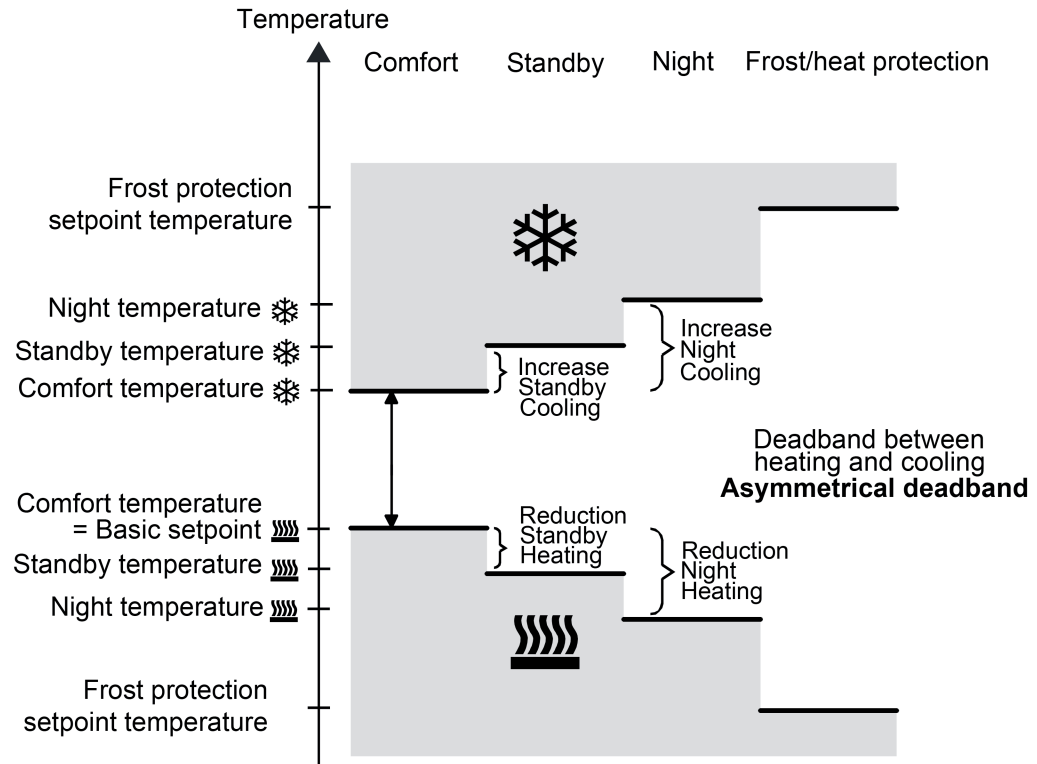 Temperature
Comfort
Standby
Night
Frost/heat protection
Frost protection
setpoint temperature
Night temperature
Standby temperature
Comfort temperature
Increase
Night
Cooling
Increase
Standby
Cooling
Deadband between
heating and cooling
Asymmetrical deadband
Comfort temperature
= Basic setpoint
Standby temperature
Night temperature
Reduction
Standby
Heating
Reduction
Night
Heating
Frost protection
setpoint temperature